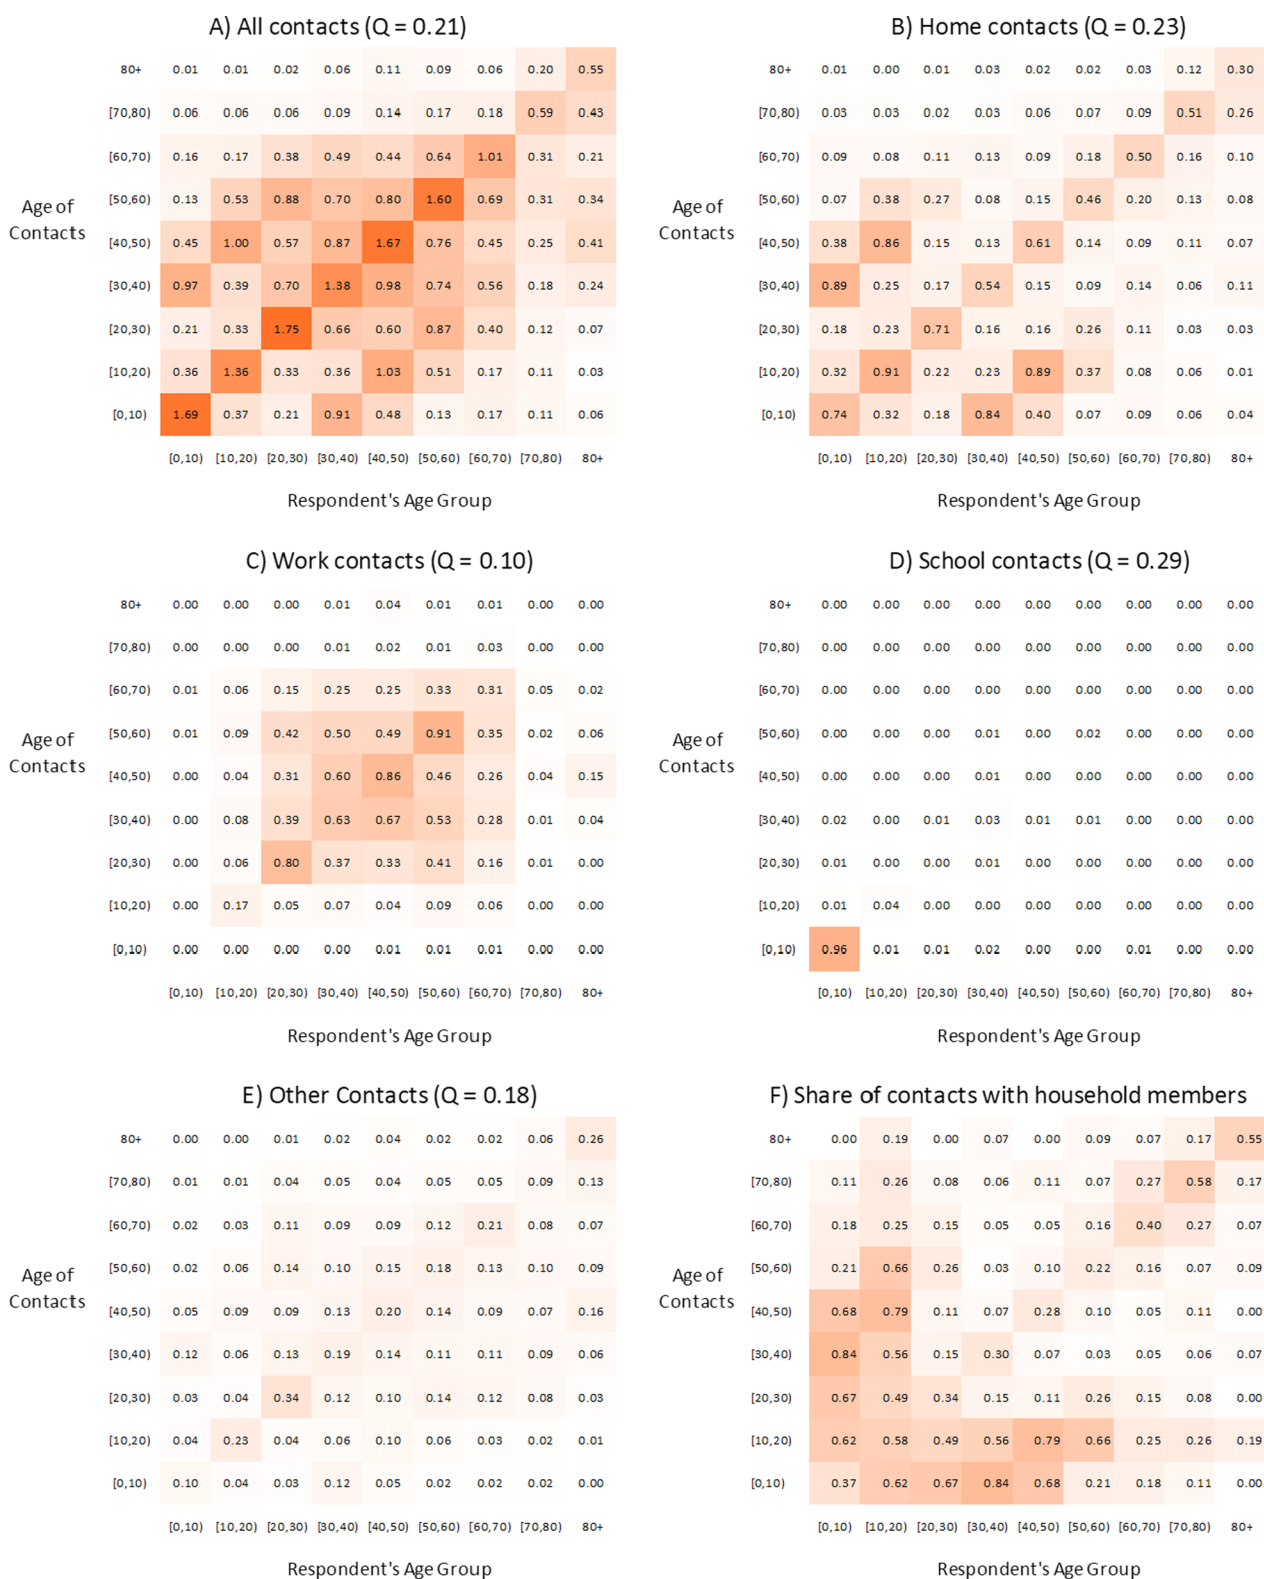 A) All contacts (Q = 0.21)
80+ 0.01 0.01 0.02 0.06 0.11 0.09 0.06 0.20 0.55
[70,80) 0.06 0.06 0.06 0.09 0.14 0.17 0.18 0.59 0.43
[60,70) 0.16 0.17 0.38 0.49 0.44 0.64 1.01 0.31 0.21
[50,60) 0.13 0.53 0.88 0.70 0.80 1.60 0.69 0.31 0.34
[40,50) 0.45 1.00 0.57 0.87 1.67 0.76 0.45 0.25 0.41
[30,40) 0.97 0.39 0.70 1.38 0.98 0.74 0.56 0.18 0.24
[20,30) 0.21 0.33 1.75 0.66 0.60 0.87 0.40 0.12 0.07
[10,20) 0.36 1.36 0.33 0.36 1.03 0.51 0.17 0.11 0.03
[0,10) 1.69 0.37 0.21 0.91 0.48 0.13 0.17 0.11 0.06
Age of
Contacts
[0,10) [10,20) [20,30) [30,40) [40,50) [50,60) [60,70) [70,80) 80+
Respondent's Age Group
B) Home contacts (Q = 0.23)
80+ 0.01 0.00 0.01 0.03 0.02 0.02 0.03 0.12 0.30
[70,80) 0.03 0.03 0.02 0.03 0.06 0.07 0.09 0.51 0.26
[60,70) 0.09 0.08 0.11 0.13 0.09 0.18 0.50 0.16 0.10
[50,60) 0.07 0.38 0.27 0.08 0.15 0.46 0.20 0.13 0.08
[40,50) 0.38 0.86 0.15 0.13 0.61 0.14 0.09 0.11 0.07
[30,40) 0.89 0.25 0.17 0.54 0.15 0.09 0.14 0.06 0.11
[20,30) 0.18 0.23 0.71 0.16 0.16 0.26 0.11 0.03 0.03
[10,20) 0.32 0.91 0.22 0.23 0.89 0.37 0.08 0.06 0.01
[0,10) 0.74 0.32 0.18 0.84 0.40 0.07 0.09 0.06 0.04
Age of
Contacts
[0,10) [10,20) [20,30) [30,40) [40,50) [50,60) [60,70) [70,80) 80+
Respondent's Age Group
C) Work contacts (Q = 0.10)
80+ 0.00 0.00 0.00 0.01 0.04 0.01 0.01 0.00 0.00
[70,80) 0.00 0.00 0.00 0.01 0.02 0.01 0.03 0.00 0.00
[60,70) 0.01 0.06 0.15 0.25 0.25 0.33 0.31 0.05 0.02
[50,60) 0.01 0.09 0.42 0.50 0.49 0.91 0.35 0.02 0.06
[40,50) 0.00 0.04 0.31 0.60 0.86 0.46 0.26 0.04 0.15
[30,40) 0.00 0.08 0.39 0.63 0.67 0.53 0.28 0.01 0.04
[20,30) 0.00 0.06 0.80 0.37 0.33 0.41 0.16 0.01 0.00
[10,20) 0.00 0.17 0.05 0.07 0.04 0.09 0.06 0.00 0.00
[0,10) 0.00 0.00 0.00 0.00 0.01 0.01 0.01 0.00 0.00
Age of
Contacts
[0,10) [10,20) [20,30) [30,40) [40,50) [50,60) [60,70) [70,80) 80+
Respondent's Age Group
D) School contacts (Q = 0.29)
80+ 0.00 0.00 0.00 0.00 0.00 0.00 0.00 0.00 0.00
[70,80) 0.00 0.00 0.00 0.00 0.00 0.00 0.00 0.00 0.00
[60,70) 0.00 0.00 0.00 0.00 0.00 0.00 0.00 0.00 0.00
[50,60) 0.00 0.00 0.00 0.01 0.00 0.02 0.00 0.00 0.00
[40,50) 0.00 0.00 0.00 0.01 0.00 0.00 0.00 0.00 0.00
[30,40) 0.02 0.00 0.01 0.03 0.01 0.01 0.00 0.00 0.00
[20,30) 0.01 0.00 0.00 0.01 0.00 0.00 0.00 0.00 0.00
[10,20) 0.01 0.04 0.00 0.00 0.00 0.00 0.00 0.00 0.00
[0,10) 0.96 0.01 0.01 0.02 0.00 0.00 0.01 0.00 0.00
Age of
Contacts
[0,10) [10,20) [20,30) [30,40) [40,50) [50,60) [60,70) [70,80) 80+
Respondent's Age Group
E) Other Contacts (Q = 0.18)
80+ 0.00 0.00 0.01 0.02 0.04 0.02 0.02 0.06 0.26
[70,80) 0.01 0.01 0.04 0.05 0.04 0.05 0.05 0.09 0.13
[60,70) 0.02 0.03 0.11 0.09 0.09 0.12 0.21 0.08 0.07
[50,60) 0.02 0.06 0.14 0.10 0.15 0.18 0.13 0.10 0.09
[40,50) 0.05 0.09 0.09 0.13 0.20 0.14 0.09 0.07 0.16
[30,40) 0.12 0.06 0.13 0.19 0.14 0.11 0.11 0.09 0.06
[20,30) 0.03 0.04 0.34 0.12 0.10 0.14 0.12 0.08 0.03
[10,20) 0.04 0.23 0.04 0.06 0.10 0.06 0.03 0.02 0.01
[0,10) 0.10 0.04 0.03 0.12 0.05 0.02 0.02 0.02 0.00
Age of
Contacts
[0,10) [10,20) [20,30) [30,40) [40,50) [50,60) [60,70) [70,80) 80+
Respondent's Age Group
F) Share of contacts with household members
80+ 0.00 0.19 0.00 0.07 0.00 0.09 0.07 0.17 0.55
[70,80) 0.11 0.26 0.08 0.06 0.11 0.07 0.27 0.58 0.17
[60,70) 0.18 0.25 0.15 0.05 0.05 0.16 0.40 0.27 0.07
[50,60) 0.21 0.66 0.26 0.03 0.10 0.22 0.16 0.07 0.09
[40,50) 0.68 0.79 0.11 0.07 0.28 0.10 0.05 0.11 0.00
[30,40) 0.84 0.56 0.15 0.30 0.07 0.03 0.05 0.06 0.07
[20,30) 0.67 0.49 0.34 0.15 0.11 0.26 0.15 0.08 0.00
[10,20) 0.62 0.58 0.49 0.56 0.79 0.66 0.25 0.26 0.19
[0,10) 0.37 0.62 0.67 0.84 0.68 0.21 0.18 0.11 0.00
Age of
Contacts
[0,10) [10,20) [20,30) [30,40) [40,50) [50,60) [60,70) [70,80) 80+
Respondent's Age Group